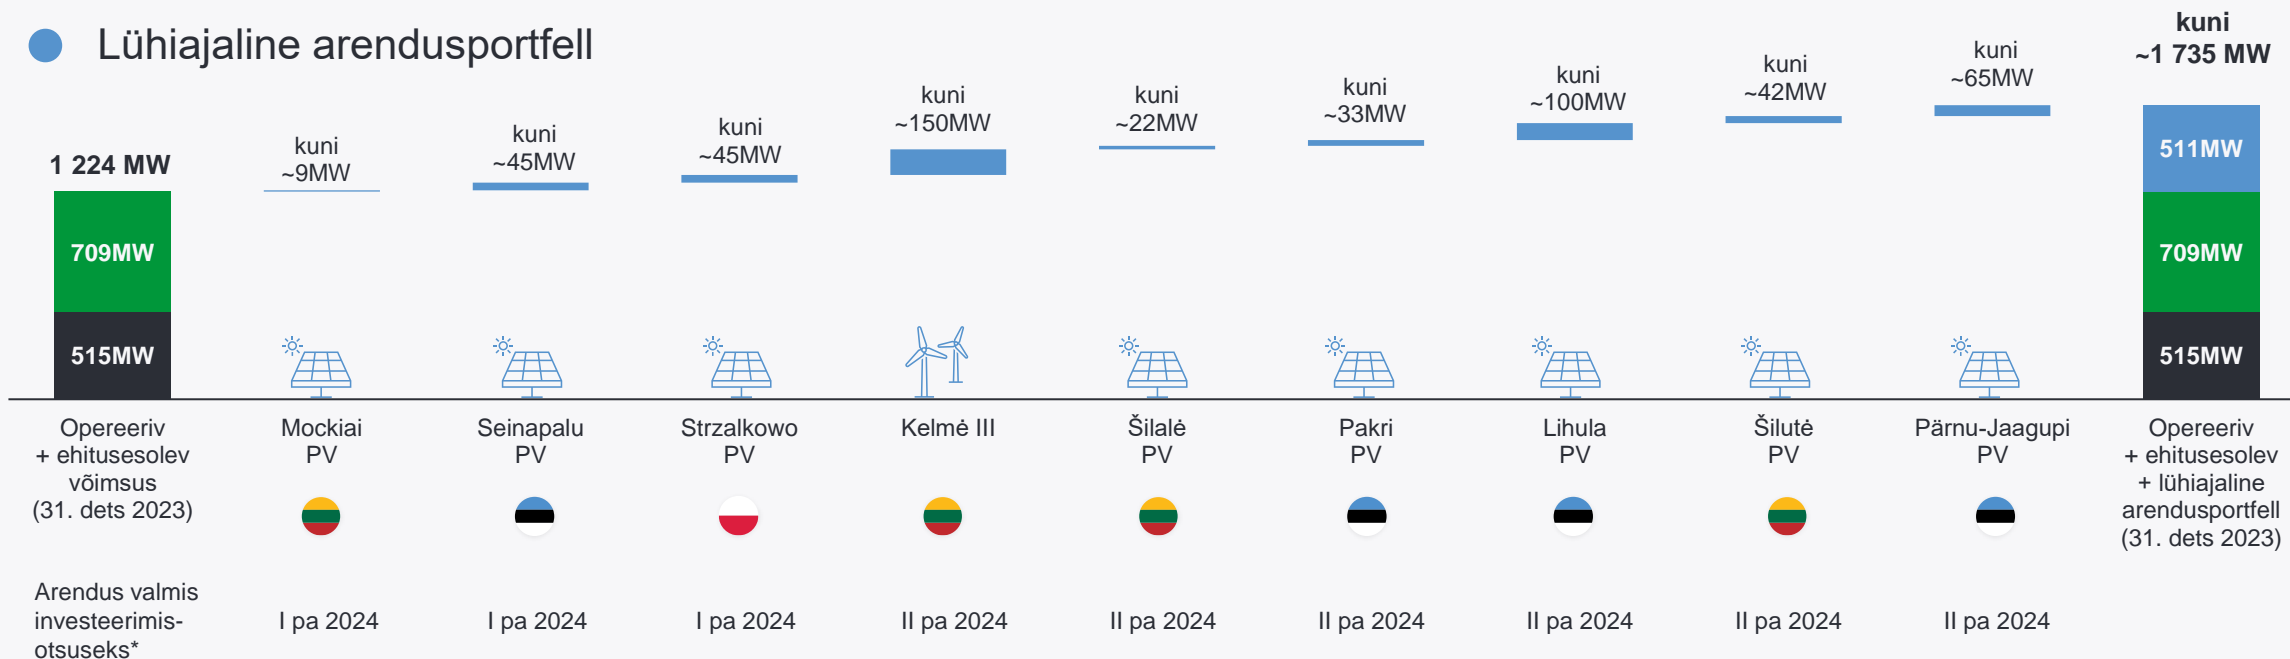 Lühiajaline arendusportfell
1 224 MW
709MW
515MW
kuni
~9MW
kuni
~45MW
kuni
~45MW
kuni
~150MW
kuni
~22MW
kuni
~33MW
kuni
~100MW
kuni
~42MW
kuni
~65MW
kuni
~1 735 MW
511MW
709MW
515MW
Opereeriv
+ ehitusesolev
võimsus
(31. dets 2023)
Mockiai
PV
Seinapalu
PV
Strzalkowo
PV
Kelmė III
Šilalė
PV
Pakri
PV
Lihula
PV
Šilutė
PV
Pärnu-Jaagupi
PV
Opereeriv
+ ehitusesolev
+ lühiajaline
arendusportfell
(31. dets 2023)
Arendus valmis
investeerimis-
otsuseks*
I pa 2024
I pa 2024
I pa 2024
II pa 2024
II pa 2024
II pa 2024
II pa 2024
II pa 2024
II pa 2024